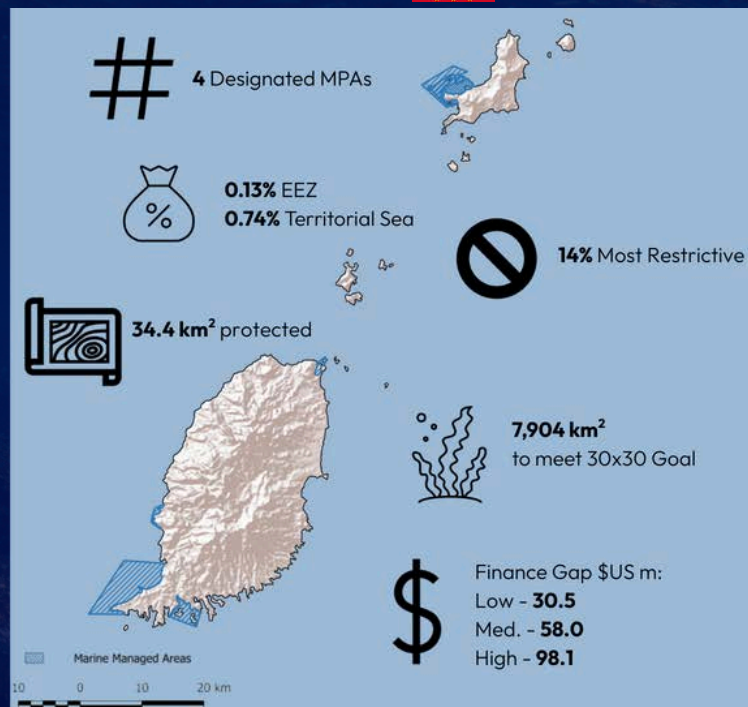 4 Designated MPAs
0.13% EEZ
0.74% Territorial Sea
14% Most Restrictive
34.4 km² protected
7,904 km²
to meet 30x30 Goal
Finance Gap $US m:
Low - 30.5
Med. - 58.0
High - 98.1
Marine Managed Areas
10 0 10 20 km